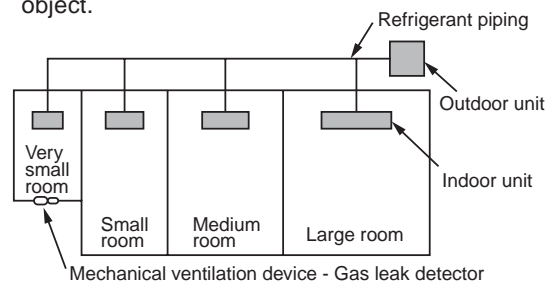 object.
Refrigerant piping
Outdoor unit
Indoor unit
Very
small
room
Small
room
Medium
room
Large room
Mechanical ventilation device - Gas leak detector